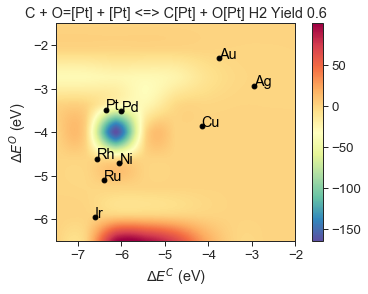 C + O=[Pt] + [Pt] <=> C[Pt] + O[Pt] H2 Yield 0.6
ΔE^O (eV)
−2
−3
−4
−5
−6
Au
Ag
Pt
Pd
Cu
Rh
Ni
Ru
Ir
−7
−6
−5
−4
−3
−2
ΔE^C (eV)
50
0
−50
−100
−150